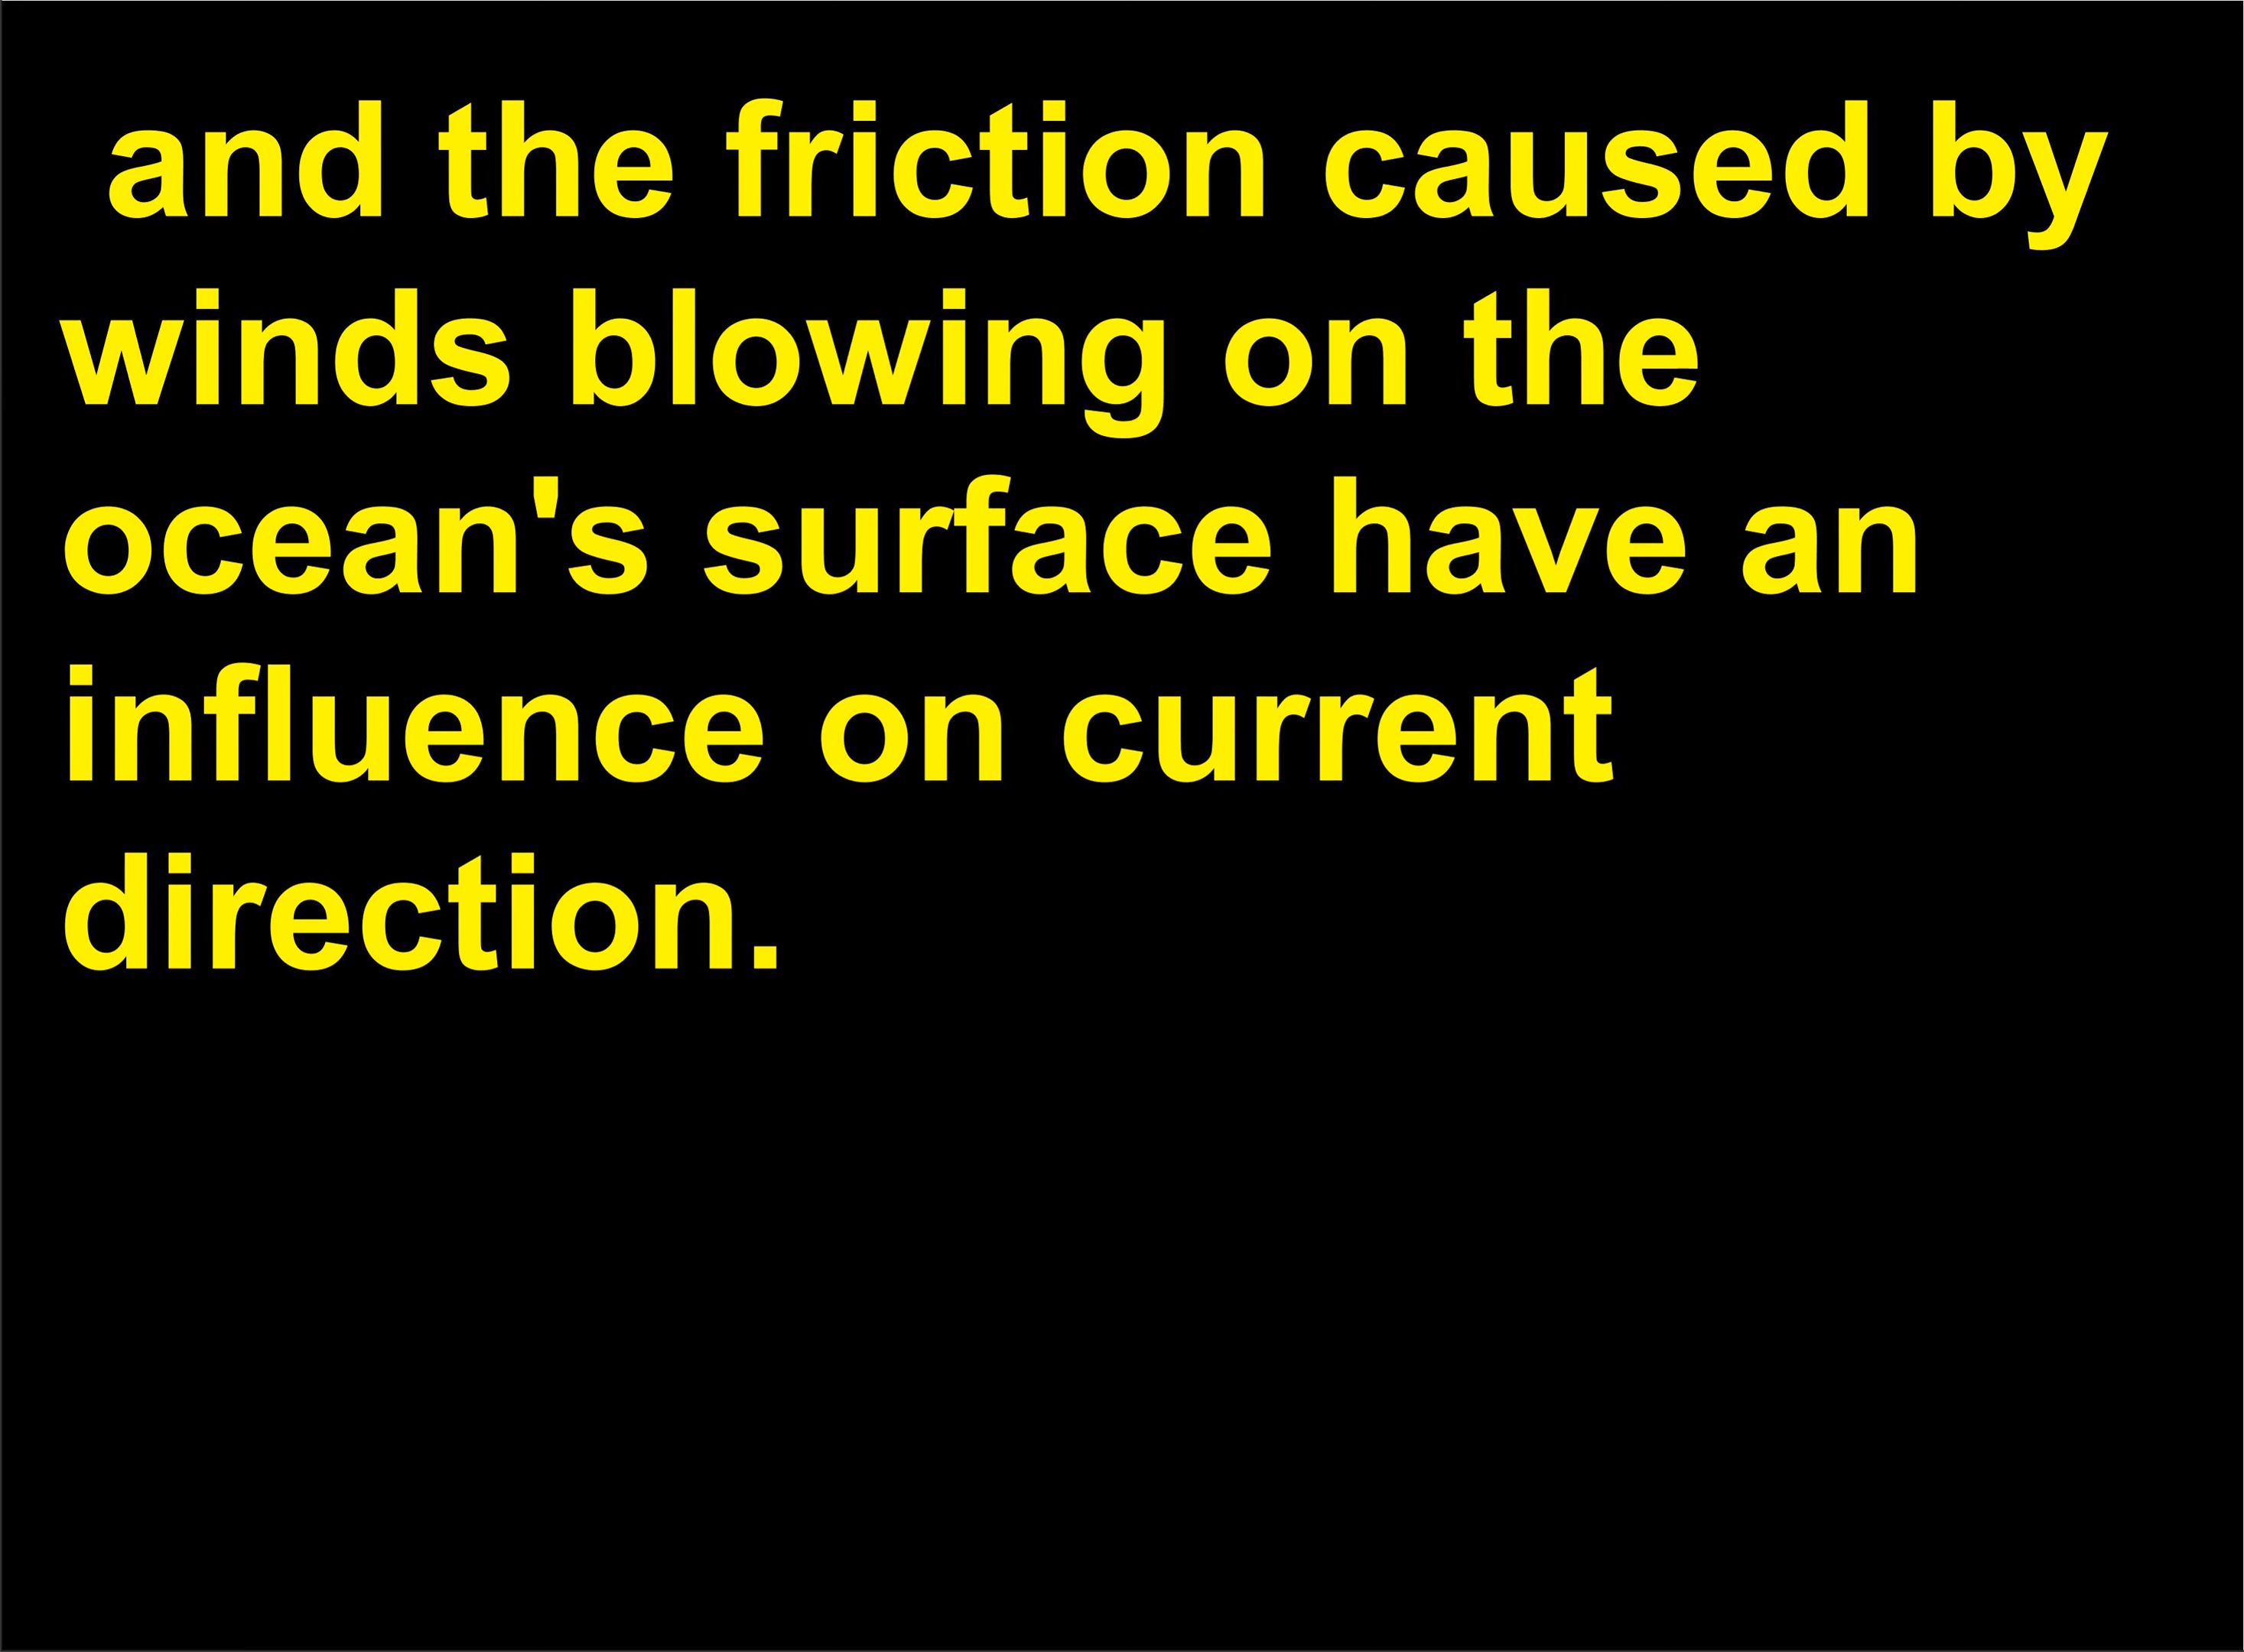 and the friction caused by
winds blowing on the
ocean's surface have an
influence on current
direction.